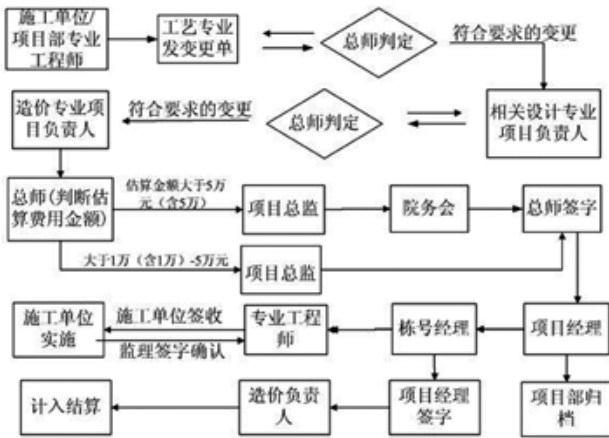 施工单位/
项目部专业
工程师
工艺专业
发变更单
总师判定
符合要求的变更
造价专业项
目负责人
符合要求的变更
总师判定
相关设计专业
项目负责人
总师(判断估
算费用金额)
估算金额大于5万
元（含5万）
项目总监
院务会
总师签字
大于1万（含1万）-5万元
项目总监
施工单位
实施
施工单位签收
监理签字确认
专业工程
师
栋号经理
项目经理
计入结算
造价负责
人
项目经理
签字
项目部归
档